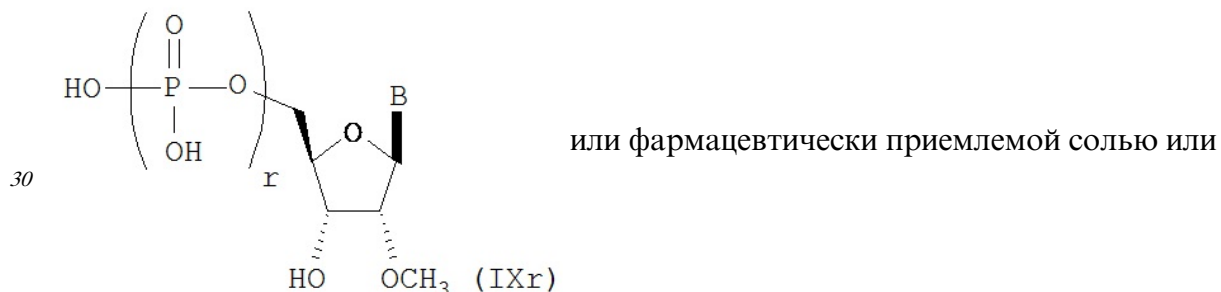 O
HO P O B
OH r O или фармацевтически приемлемой солью или
30
HO OCH₃ (IXr)